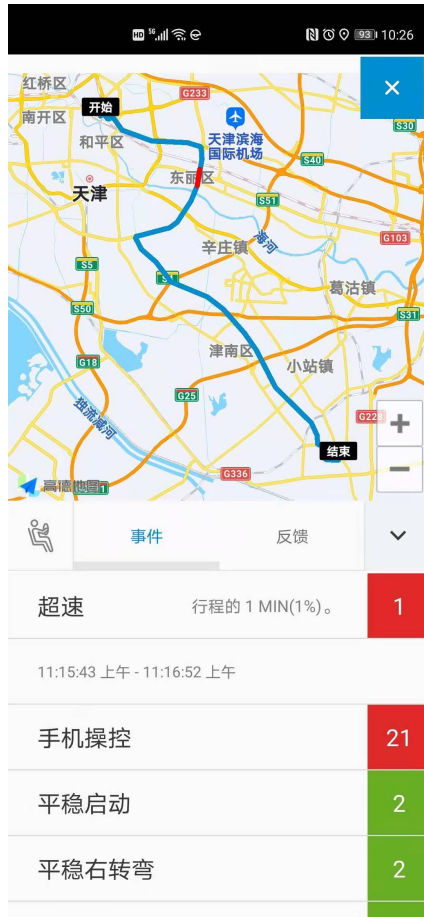 HD 5G 93 10:26
红桥区
G233
开始
南开区
天津滨海
国际机场
S30
和平区
S40
东丽区
天津
S51
海河
G103
辛庄镇
S5
葛沽镇
S50
S31
津南区
G18
小站镇
G25
独流减河
G228
+
结束
G336
高德地图
事件
反馈
超速
行程的 1 MIN(1%)。
1
11:15:43 上午 - 11:16:52 上午
手机操控
21
平稳启动
2
平稳右转弯
2